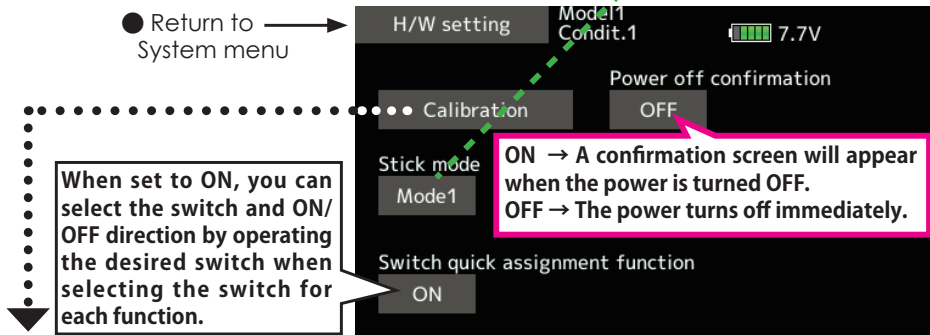 ● Return to
System menu
H/W setting
Model1
Condit.1
7.7V
Power off confirmation
Calibration
OFF
ON → A confirmation screen will appear
when the power is turned OFF.
OFF → The power turns off immediately.
Stick mode
Mode1
When set to ON, you can
select the switch and ON/
OFF direction by operating
the desired switch when
selecting the switch for
each function.
Switch quick assignment function
ON